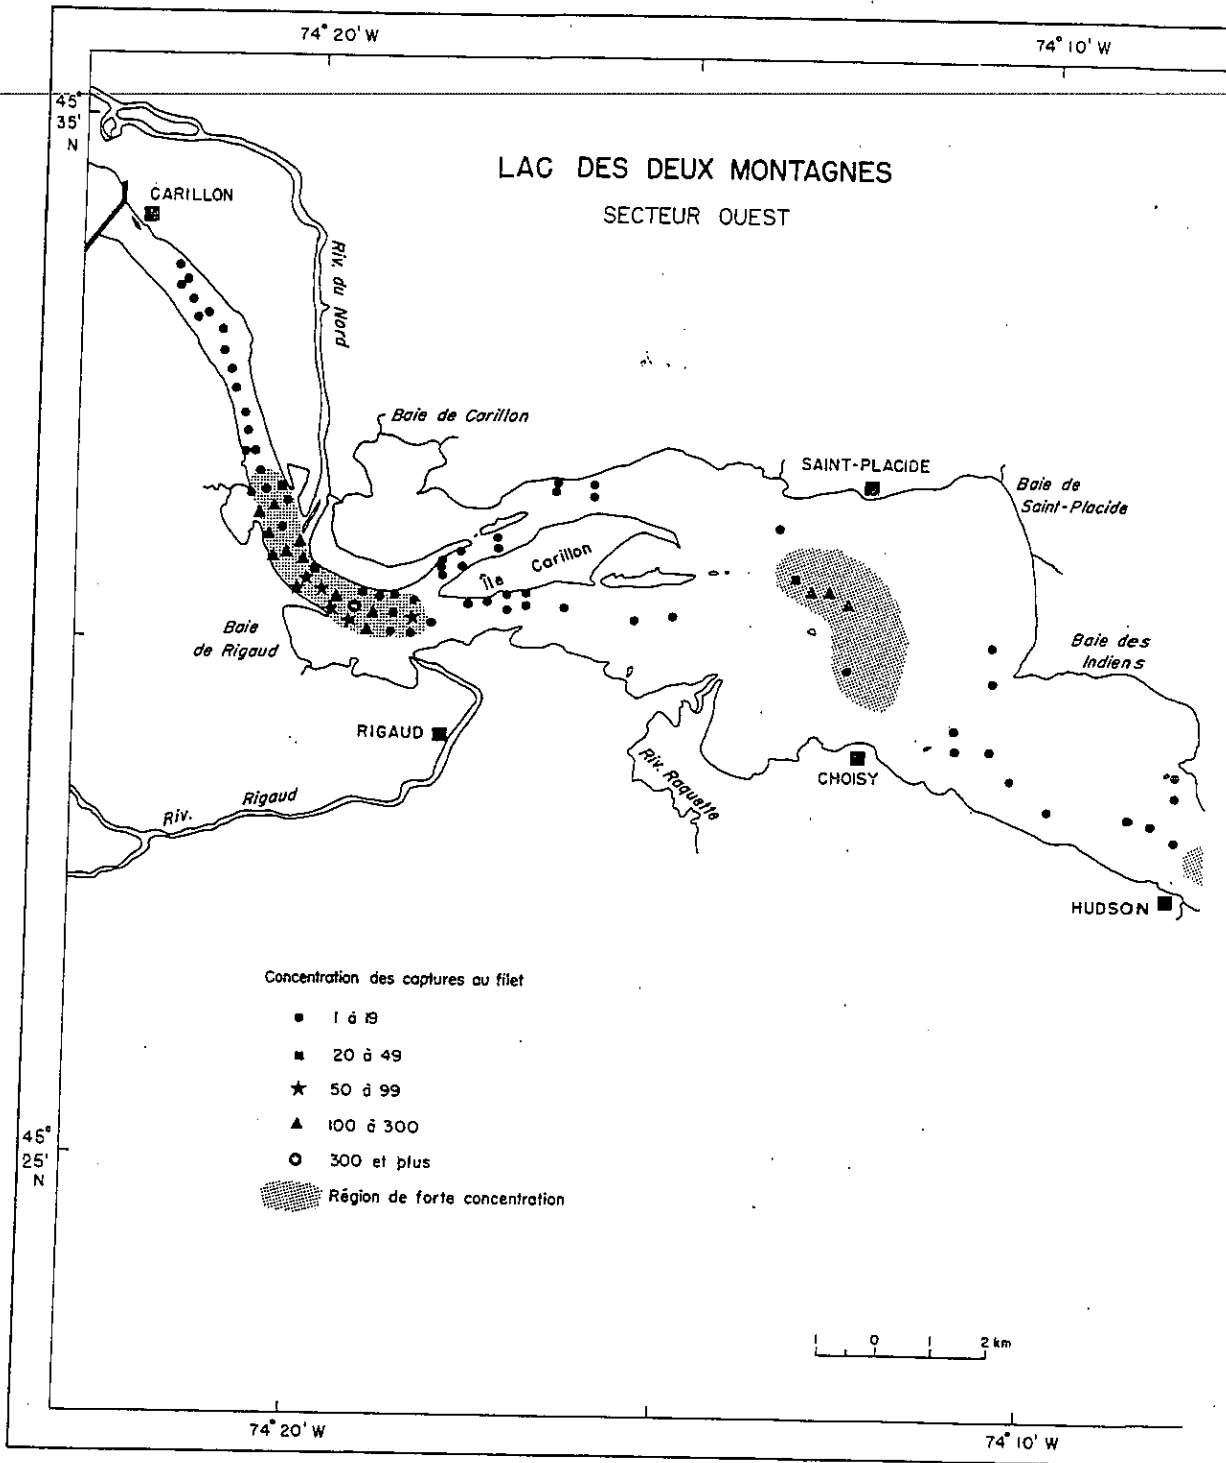 74° 20' W
74° 10' W
45°
35'
N
LAC DES DEUX MONTAGNES
SECTEUR OUEST
CARILLON
Riv. du Nord
Baie de Carillon
SAINT-PLACIDE
Baie de
Saint-Placide
Île Carillon
Baie
de Rigaud
Baie des
Indiens
RIGAUD
Riv. Raquette
CHOISY
Riv. Rigaud
HUDSON
Concentration des captures au filet
1 à 19
20 à 49
50 à 99
100 à 300
300 et plus
Région de forte concentration
45°
25'
N
1 0 1 2 km
74° 20' W
74° 10' W